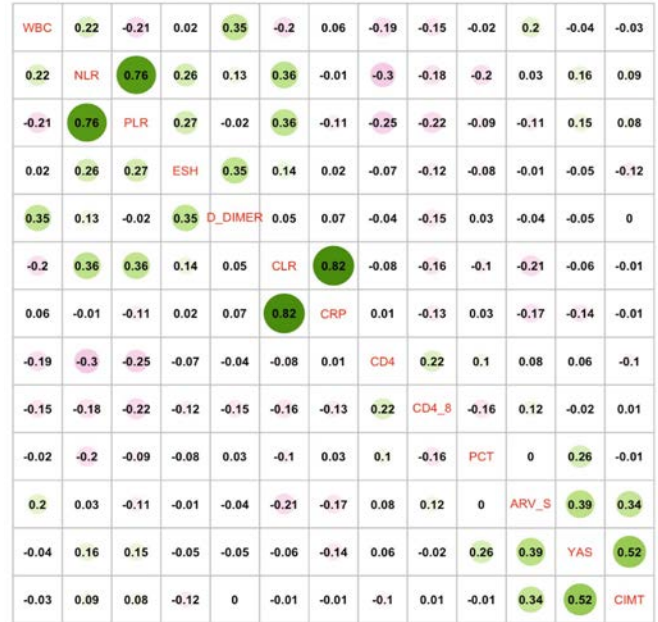 WBC 0.22 -0.21 0.02 0.35 -0.2 0.06 -0.19 -0.15 -0.02 0.2 -0.04 -0.03
0.22 NLR 0.76 0.26 0.13 0.36 -0.01 -0.3 -0.18 -0.2 0.03 0.16 0.09
-0.21 0.76 PLR 0.27 -0.02 0.36 -0.11 -0.25 -0.22 -0.09 -0.11 0.15 0.08
0.02 0.26 0.27 ESH 0.35 0.14 0.02 -0.07 -0.12 -0.08 -0.01 -0.05 -0.12
0.35 0.13 -0.02 0.35 D_DIMER 0.05 0.07 -0.04 -0.15 0.03 -0.04 -0.05 0
-0.2 0.36 0.36 0.14 0.05 CLR 0.82 -0.08 -0.16 -0.1 -0.21 -0.06 -0.01
0.06 -0.01 -0.11 0.02 0.07 0.82 CRP 0.01 -0.13 0.03 -0.17 -0.14 -0.01
-0.19 -0.3 -0.25 -0.07 -0.04 -0.08 0.01 CD4 0.22 0.1 0.08 0.06 -0.1
-0.15 -0.18 -0.22 -0.12 -0.15 -0.16 -0.13 0.22 CD4_8 -0.16 0.12 -0.02 0.01
-0.02 -0.2 -0.09 -0.08 0.03 -0.1 0.03 0.1 -0.16 PCT 0 0.26 -0.01
0.2 0.03 -0.11 -0.01 -0.04 -0.21 -0.17 0.08 0.12 0 ARV_S 0.39 0.34
-0.04 0.16 0.15 -0.05 -0.05 -0.06 -0.14 0.06 -0.02 0.26 0.39 YAS 0.52
-0.03 0.09 0.08 -0.12 0 -0.01 -0.01 -0.1 0.01 -0.01 0.34 0.52 CIMT